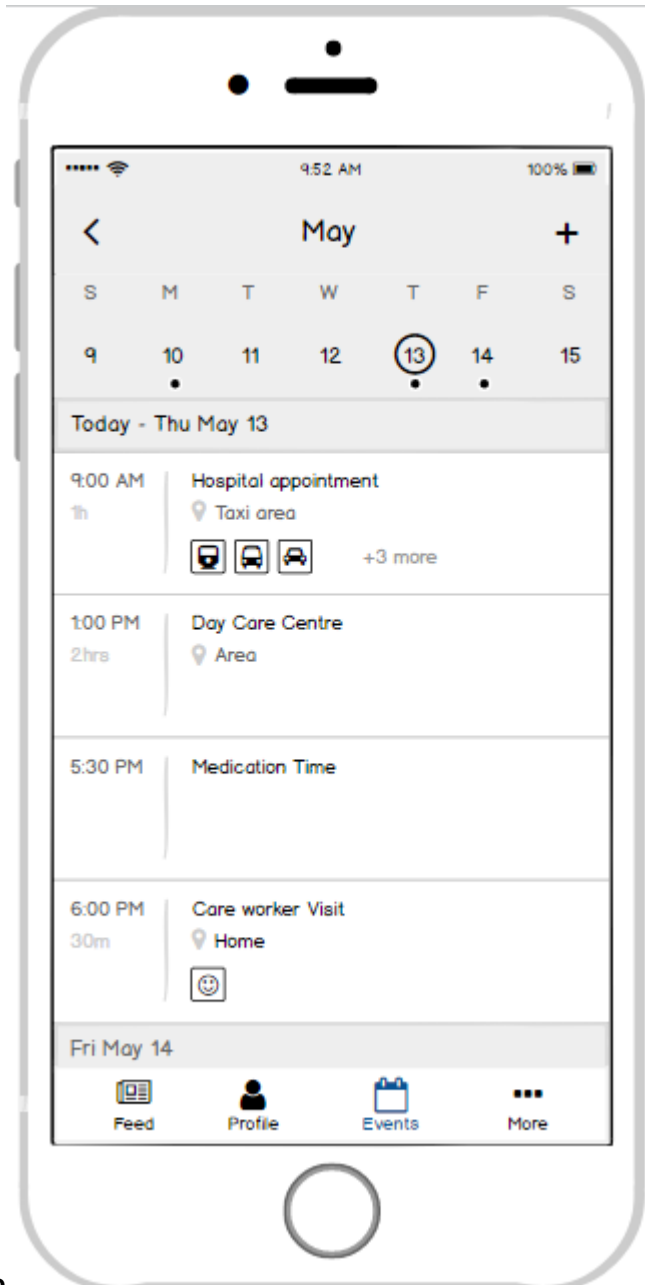 9:52 AM 100%
< May +
S M T W T F S
9 10 11 12 13 14 15
Today - Thu May 13
9:00 AM Hospital appointment
1h Taxi area
+3 more
1:00 PM Day Care Centre
2hrs Area
5:30 PM Medication Time
6:00 PM Care worker Visit
30m Home
Fri May 14
Feed Profile Events More